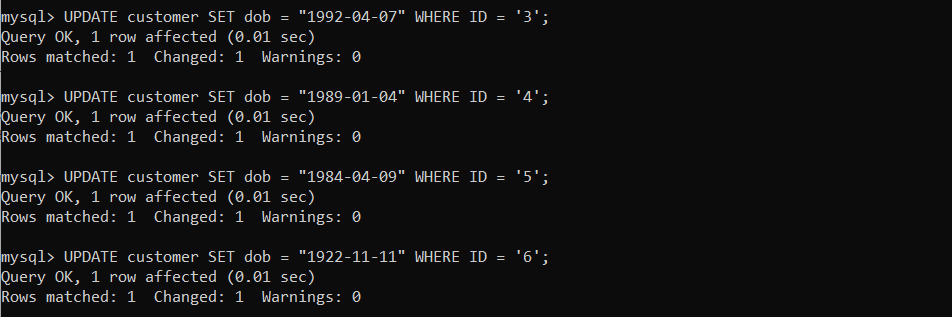 mysql> UPDATE customer SET dob = "1992-04-07" WHERE ID = '3';
Query OK, 1 row affected (0.01 sec)
Rows matched: 1  Changed: 1  Warnings: 0
mysql> UPDATE customer SET dob = "1989-01-04" WHERE ID = '4';
Query OK, 1 row affected (0.01 sec)
Rows matched: 1  Changed: 1  Warnings: 0
mysql> UPDATE customer SET dob = "1984-04-09" WHERE ID = '5';
Query OK, 1 row affected (0.01 sec)
Rows matched: 1  Changed: 1  Warnings: 0
mysql> UPDATE customer SET dob = "1922-11-11" WHERE ID = '6';
Query OK, 1 row affected (0.01 sec)
Rows matched: 1  Changed: 1  Warnings: 0